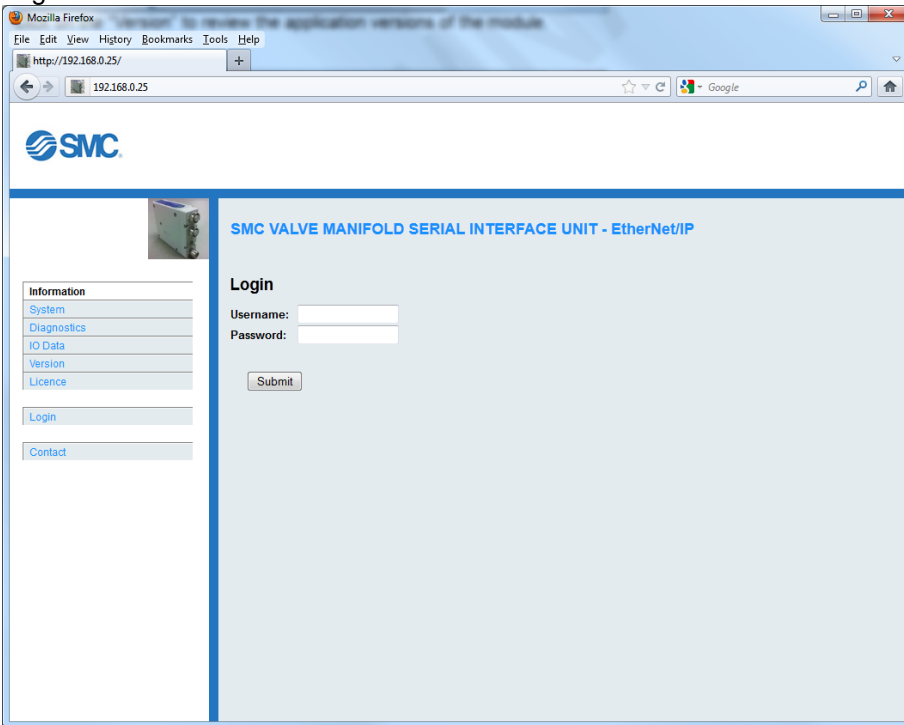 Mozilla Firefox
"Version" to review the application versions of the module.
File Edit View History Bookmarks Tools Help
http://192.168.0.25/
192.168.0.25
Google
SMC
SMC VALVE MANIFOLD SERIAL INTERFACE UNIT - EtherNet/IP
Information
System
Diagnostics
IO Data
Version
Licence
Login
Contact
Login
Username:
Password:
Submit